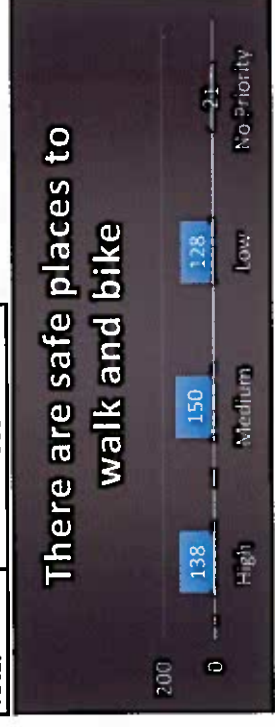 There are safe places to
walk and bike
200
138
150
128
21
0
High
Medium
Low
No Priority